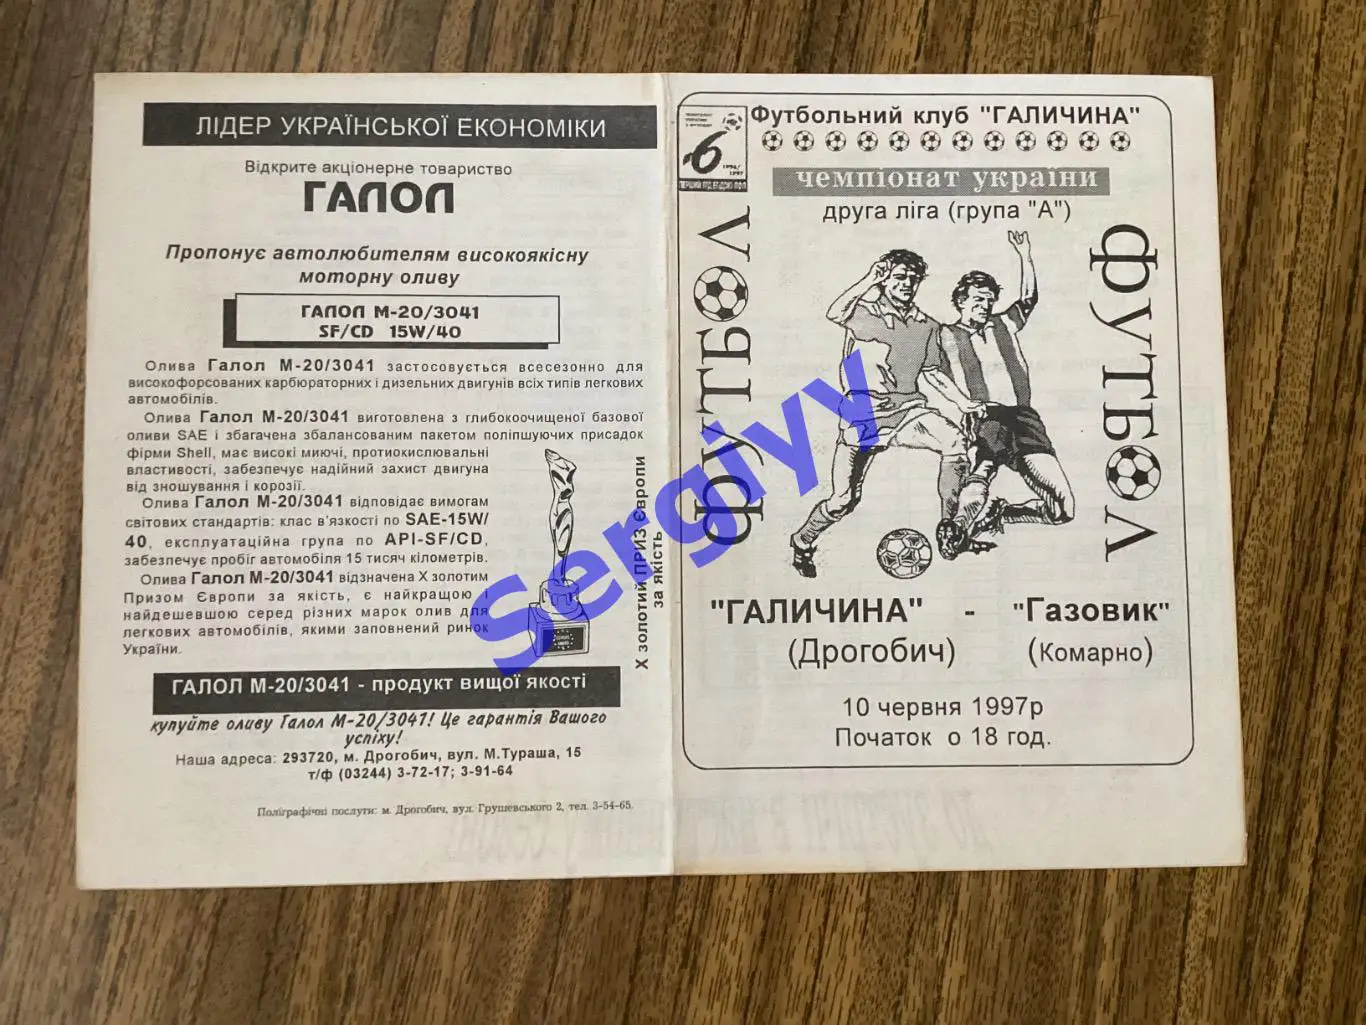 ЛІДЕР УКРАЇНСЬКОЇ ЕКОНОМІКИ
Відкрите акціонерне товариство
ГАЛОЛ
Пропонує автолюбителям високоякісну
моторну оливу
ГАЛОЛ М-20/3041
SF/CD 15W/40
Олива Галол М-20/3041 застосовується всесезонно для
високофорсованих карбюраторних і дизельних двигунів всіх типів легкових
автомобілів.
Олива Галол М-20/3041 виготовлена з глибокоочищеної базової
оливи SAE і збагачена збалансованим пакетом поліпшуючих присадок
фірми Shell, має високі миючі, протиокислювальні
властивості, забезпечує надійний захист двигуна
від зношування і корозії.
Олива Галол М-20/3041 відповідає вимогам
світових стандартів: клас в'язкості по SAE-15W/
40, експлуатаційна група по API-SF/CD,
забезпечує пробіг автомобіля 15 тисяч кілометрів.
Олива Галол М-20/3041 відзначена X золотим
Призом Європи за якість, є найкращою і
найдешевшою серед різних марок олив для
легкових автомобілів, якими заповнений ринок
України.
X ЗОЛОТИЙ ПРИЗ Європи
за якість
ГАЛОЛ М-20/3041 - продукт вищої якості
купуйте оливу Галол М-20/3041! Це гарантія Вашого
успіху!
Наша адреса: 293720, м. Дрогобич, вул. М.Тураша, 15
т/ф (03244) 3-72-17; 3-91-64
Поліграфічні послуги: м. Дрогобич, вул. Грушевського 2, тел. 3-54-65.
6
1996/
1997
Футбольний клуб "ГАЛИЧИНА"
чемпіонат україни
друга ліга (група "А")
ФУТБОЛ
ФУТБОЛ
"ГАЛИЧИНА" - "Газовик"
(Дрогобич) (Комарно)
10 червня 1997р
Початок о 18 год.
Sergiyy